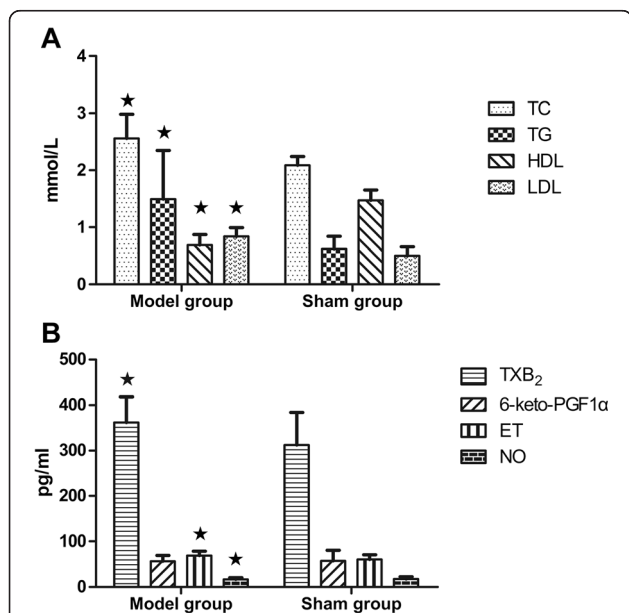 A
4
3
2
1
0
mmol/L
★
★
★
★
Model group
Sham group
TC
TG
HDL
LDL
B
500
400
300
200
100
0
pg/ml
★
★
★
Model group
Sham group
TXB₂
6-keto-PGF1α
ET
NO